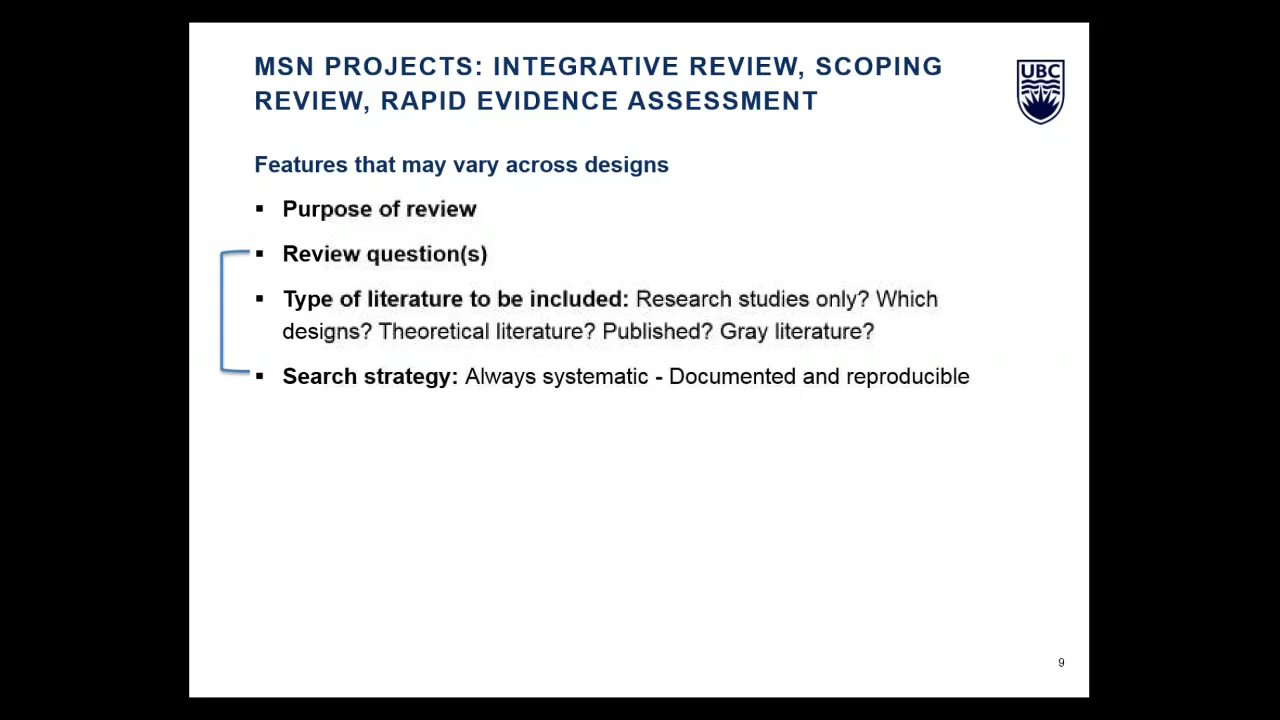 MSN PROJECTS: INTEGRATIVE REVIEW, SCOPING
REVIEW, RAPID EVIDENCE ASSESSMENT
UBC
Features that may vary across designs
▪ Purpose of review
▪ Review question(s)
▪ Type of literature to be included: Research studies only? Which
designs? Theoretical literature? Published? Gray literature?
▪ Search strategy: Always systematic - Documented and reproducible
9